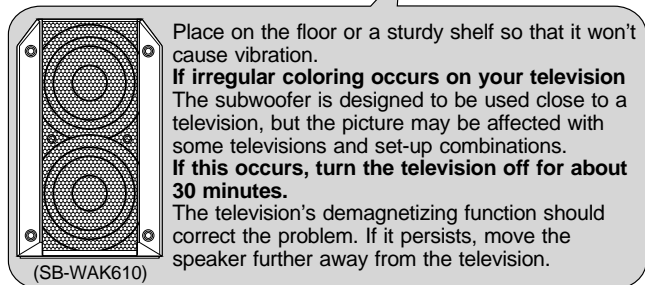 Place on the floor or a sturdy shelf so that it won't
cause vibration.
If irregular coloring occurs on your television
The subwoofer is designed to be used close to a
television, but the picture may be affected with
some televisions and set-up combinations.
If this occurs, turn the television off for about
30 minutes.
The television’s demagnetizing function should
correct the problem. If it persists, move the
speaker further away from the television.
(SB-WAK610)